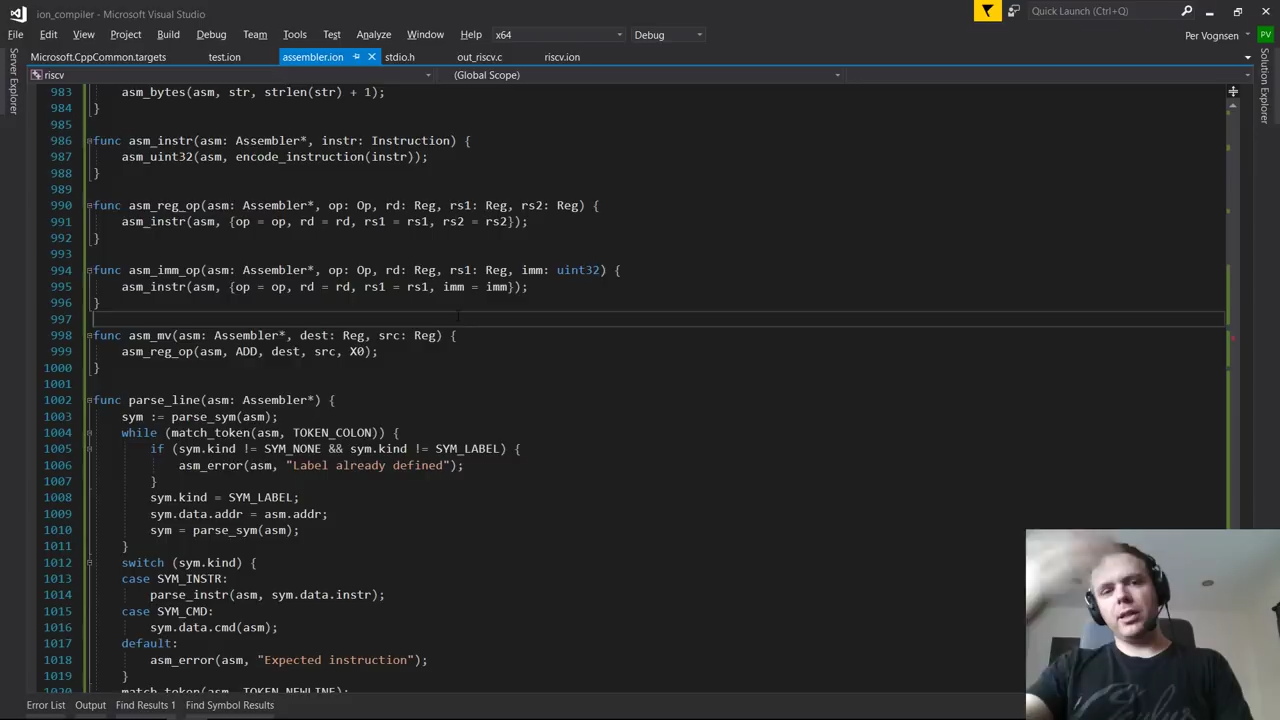 ion_compiler - Microsoft Visual Studio
Quick Launch (Ctrl+Q)
File Edit View Project Build Debug Team Tools Test Analyze Window Help x64 Debug
Per Vognsen PV
Microsoft.CppCommon.targets test.ion assembler.ion stdio.h out_riscv.c riscv.ion
riscv (Global Scope)
Server Explorer
Toolbox
Solution Explorer
983 asm_bytes(asm, str, strlen(str) + 1);
984 }
985
986 func asm_instr(asm: Assembler*, instr: Instruction) {
987 asm_uint32(asm, encode_instruction(instr));
988 }
989
990 func asm_reg_op(asm: Assembler*, op: Op, rd: Reg, rs1: Reg, rs2: Reg) {
991 asm_instr(asm, {op = op, rd = rd, rs1 = rs1, rs2 = rs2});
992 }
993
994 func asm_imm_op(asm: Assembler*, op: Op, rd: Reg, rs1: Reg, imm: uint32) {
995 asm_instr(asm, {op = op, rd = rd, rs1 = rs1, imm = imm});
996 }
997
998 func asm_mv(asm: Assembler*, dest: Reg, src: Reg) {
999 asm_reg_op(asm, ADD, dest, src, X0);
1000 }
1001
1002 func parse_line(asm: Assembler*) {
1003 sym := parse_sym(asm);
1004 while (match_token(asm, TOKEN_COLON)) {
1005 if (sym.kind != SYM_NONE && sym.kind != SYM_LABEL) {
1006 asm_error(asm, "Label already defined");
1007 }
1008 sym.kind = SYM_LABEL;
1009 sym.data.addr = asm.addr;
1010 sym = parse_sym(asm);
1011 }
1012 switch (sym.kind) {
1013 case SYM_INSTR:
1014 parse_instr(asm, sym.data.instr);
1015 case SYM_CMD:
1016 sym.data.cmd(asm);
1017 default:
1018 asm_error(asm, "Expected instruction");
1019 }
1020 match_token(asm, TOKEN_NEWLINE);
Error List Output Find Results 1 Find Symbol Results